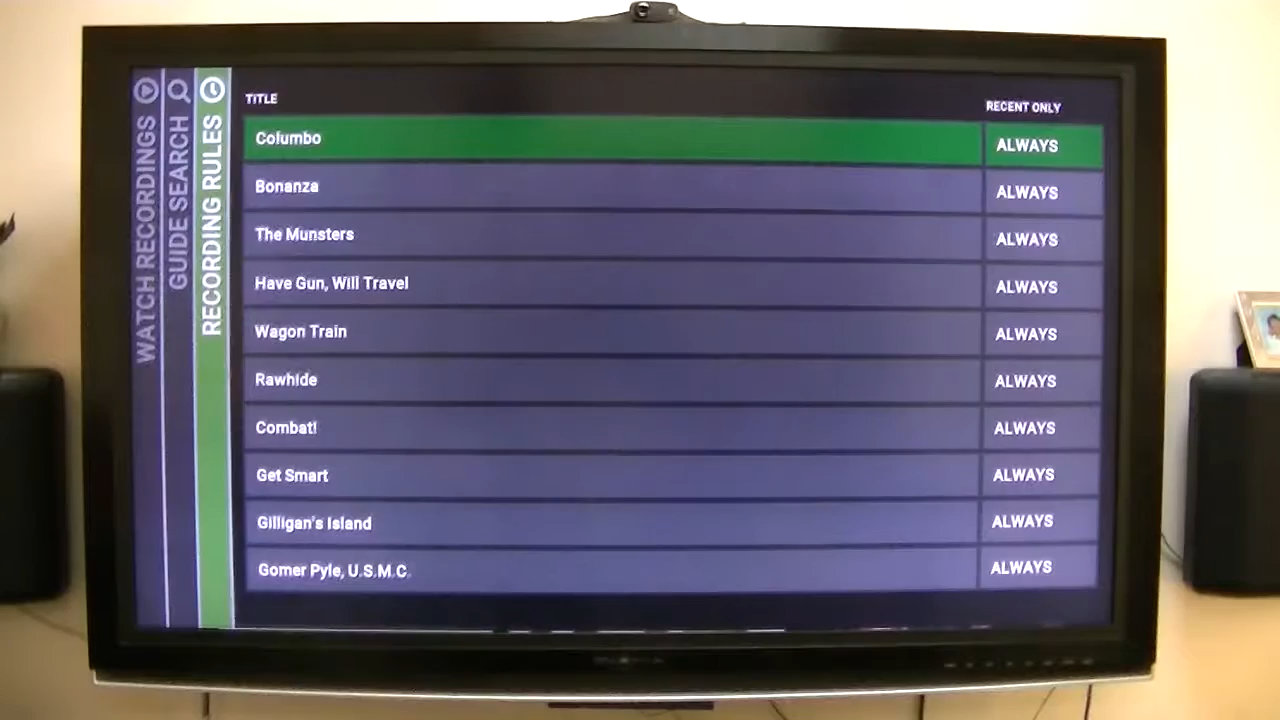 WATCH RECORDINGS
GUIDE SEARCH
RECORDING RULES
TITLE RECENT ONLY
Columbo ALWAYS
Bonanza ALWAYS
The Munsters ALWAYS
Have Gun, Will Travel ALWAYS
Wagon Train ALWAYS
Rawhide ALWAYS
Combat! ALWAYS
Get Smart ALWAYS
Gilligan's Island ALWAYS
Gomer Pyle, U.S.M.C. ALWAYS